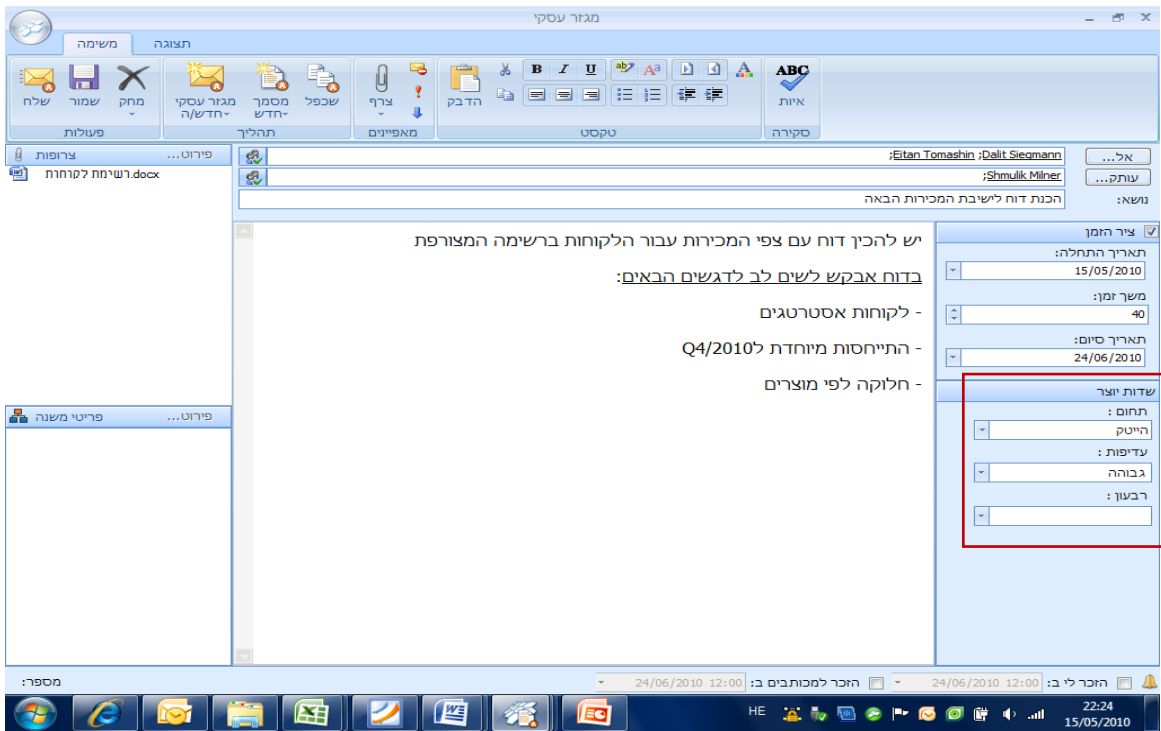 מגזר עסקי
משימה
תצוגה
שלח
שמור
מחק
מגזר עסקי חדש/ה
מסמך חדש
שכפל
צרף
הדבק
B I U ab A A
ABC
איות
פעולות
תהליך
מאפיינים
טקסט
סקירה
צרופות
פירוט...
רשימת לקוחות.docx
אל...
Eitan Tomashin ;Dalit Siegmann;
עותק...
Shmulik Milner;
נושא:
הכנת דוח לישיבת המכירות הבאה
ציר הזמן
תאריך התחלה:
15/05/2010
משך זמן:
40
תאריך סיום:
24/06/2010
שדות יוצר
תחום :
הייטק
עדיפות :
גבוהה
רבעון :
יש להכין דוח עם צפי המכירות עבור הלקוחות ברשימה המצורפת
בדוח אבקש לשים לב לדגשים הבאים:
- לקוחות אסטרטגים
- התייחסות מיוחדת לQ4/2010
- חלוקה לפי מוצרים
פריטי משנה
פירוט...
הזכר לי ב: 24/06/2010 12:00
הזכר למכותבים ב: 24/06/2010 12:00
מספר:
HE
22:24
15/05/2010